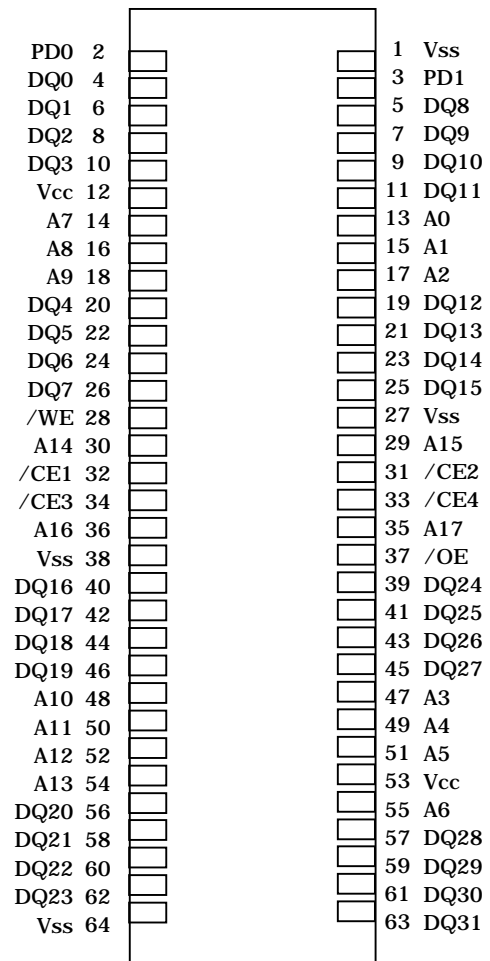 PD0 2 1 Vss
DQ0 4 3 PD1
DQ1 6 5 DQ8
DQ2 8 7 DQ9
DQ3 10 9 DQ10
Vcc 12 11 DQ11
A7 14 13 A0
A8 16 15 A1
A9 18 17 A2
DQ4 20 19 DQ12
DQ5 22 21 DQ13
DQ6 24 23 DQ14
DQ7 26 25 DQ15
/WE 28 27 Vss
A14 30 29 A15
/CE1 32 31 /CE2
/CE3 34 33 /CE4
A16 36 35 A17
Vss 38 37 /OE
DQ16 40 39 DQ24
DQ17 42 41 DQ25
DQ18 44 43 DQ26
DQ19 46 45 DQ27
A10 48 47 A3
A11 50 49 A4
A12 52 51 A5
A13 54 53 Vcc
DQ20 56 55 A6
DQ21 58 57 DQ28
DQ22 60 59 DQ29
DQ23 62 61 DQ30
Vss 64 63 DQ31